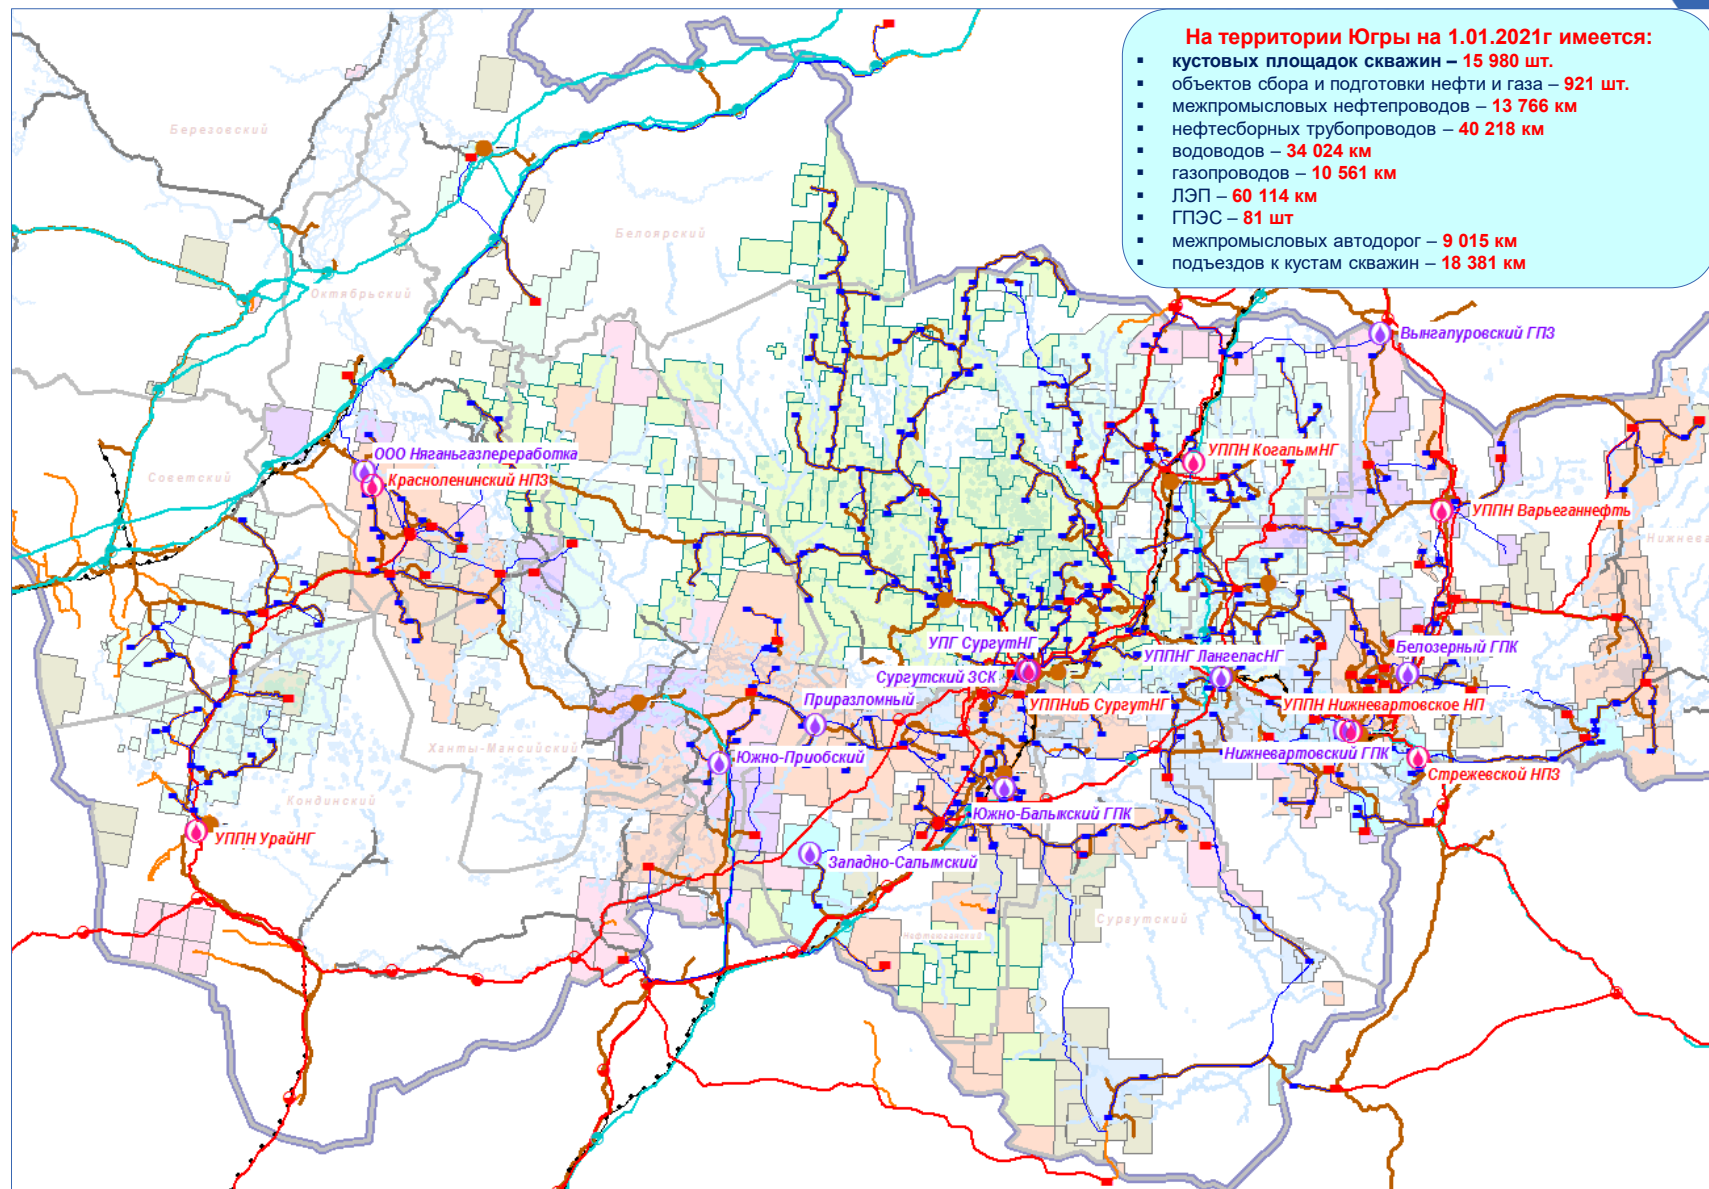 На территории Югры на 1.01.2021г имеется:
▪ кустовых площадок скважин – 15 980 шт.
▪ объектов сбора и подготовки нефти и газа – 921 шт.
▪ межпромысловых нефтепроводов – 13 766 км
▪ нефтесборных трубопроводов – 40 218 км
▪ водоводов – 34 024 км
▪ газопроводов – 10 561 км
▪ ЛЭП – 60 114 км
▪ ГПЭС – 81 шт
▪ межпромысловых автодорог – 9 015 км
▪ подъездов к кустам скважин – 18 381 км
Березовский
Белоярский
Октябрьский
Вынгапуровский ГПЗ
ООО Няганьгазпереработка
УППН КогалымНГ
Советский
Красноленинский НПЗ
УППН Варьеганнефть
Нижнева
УПГ СургутНГ
Белозерный ГПК
УППНГ ЛангепасНГ
Сургутский ЗСК
Приразломный
УППНиБ СургутНГ
УППН Нижневартовское НП
Ханты-Мансийский
Южно-Приобский
Нижневартовский ГПК
Стрежевской НПЗ
Кондинский
Южно-Балыкский ГПК
УППН УрайНГ
Западно-Салымский
Сургутский
Нефтеюганский